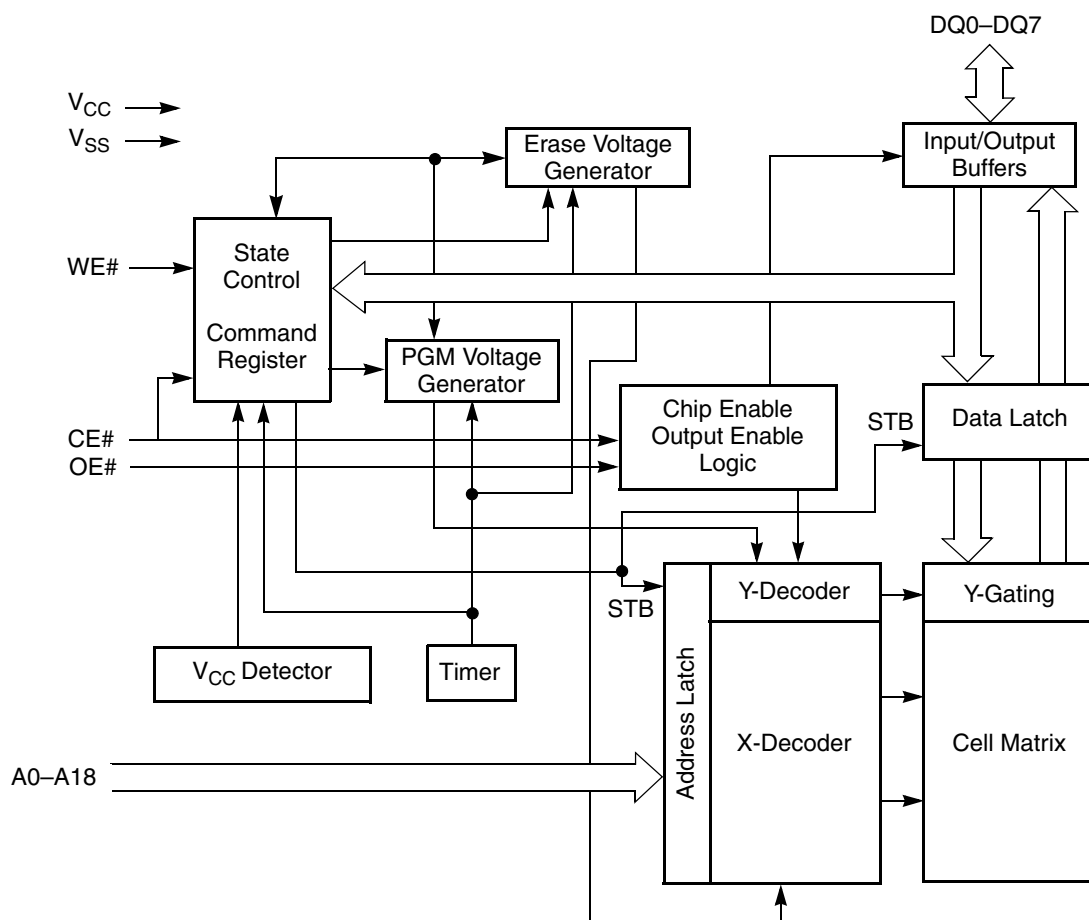 DQ0–DQ7
VCC
VSS
Erase Voltage
Generator
Input/Output
Buffers
WE#
State
Control
Command
Register
PGM Voltage
Generator
CE#
OE#
Chip Enable
Output Enable
Logic
STB
Data Latch
STB
Y-Decoder
Y-Gating
VCC Detector
Timer
Address Latch
X-Decoder
Cell Matrix
A0–A18